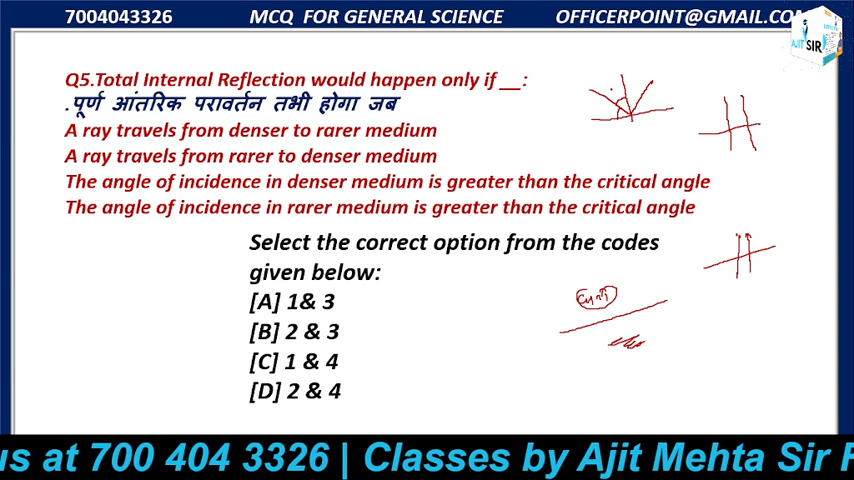 7004043326 MCQ FOR GENERAL SCIENCE OFFICERPOINT@GMAIL.CO
AJIT SIR
Q5.Total Internal Reflection would happen only if __:
.पूर्ण आंतरिक परावर्तन तभी होगा जब
A ray travels from denser to rarer medium
A ray travels from rarer to denser medium
The angle of incidence in denser medium is greater than the critical angle
The angle of incidence in rarer medium is greater than the critical angle
Select the correct option from the codes
given below:
[A] 1& 3
[B] 2 & 3
[C] 1 & 4
[D] 2 & 4
us at 700 404 3326 | Classes by Ajit Mehta Sir F